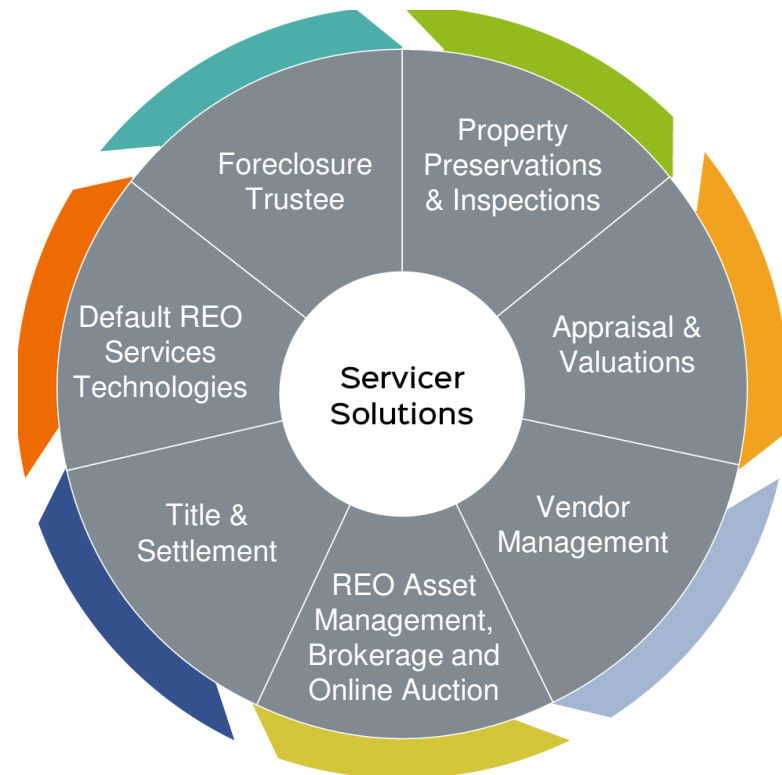 Foreclosure
Trustee
Property
Preservations
& Inspections
Default REO
Services
Technologies
Servicer
Solutions
Appraisal &
Valuations
Title &
Settlement
REO Asset
Management,
Brokerage and
Online Auction
Vendor
Management